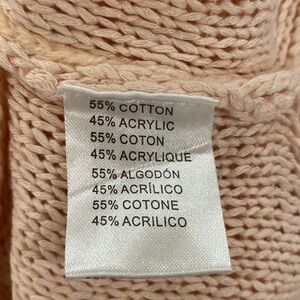 55% COTTON
45% ACRYLIC
55% COTON
45% ACRYLIQUE
55% ALGODÓN
45% ACRÍLICO
55% COTONE
45% ACRILICO